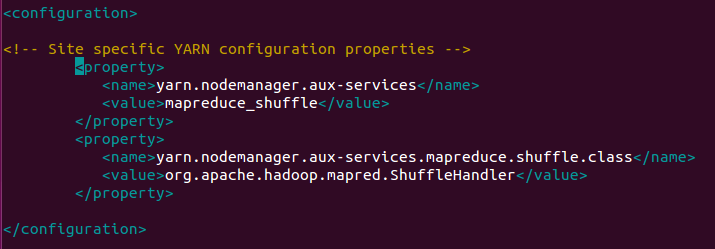 <configuration>
<!-- Site specific YARN configuration properties -->
<property>
<name>yarn.nodemanager.aux-services</name>
<value>mapreduce_shuffle</value>
</property>
<property>
<name>yarn.nodemanager.aux-services.mapreduce.shuffle.class</name>
<value>org.apache.hadoop.mapred.ShuffleHandler</value>
</property>
</configuration>